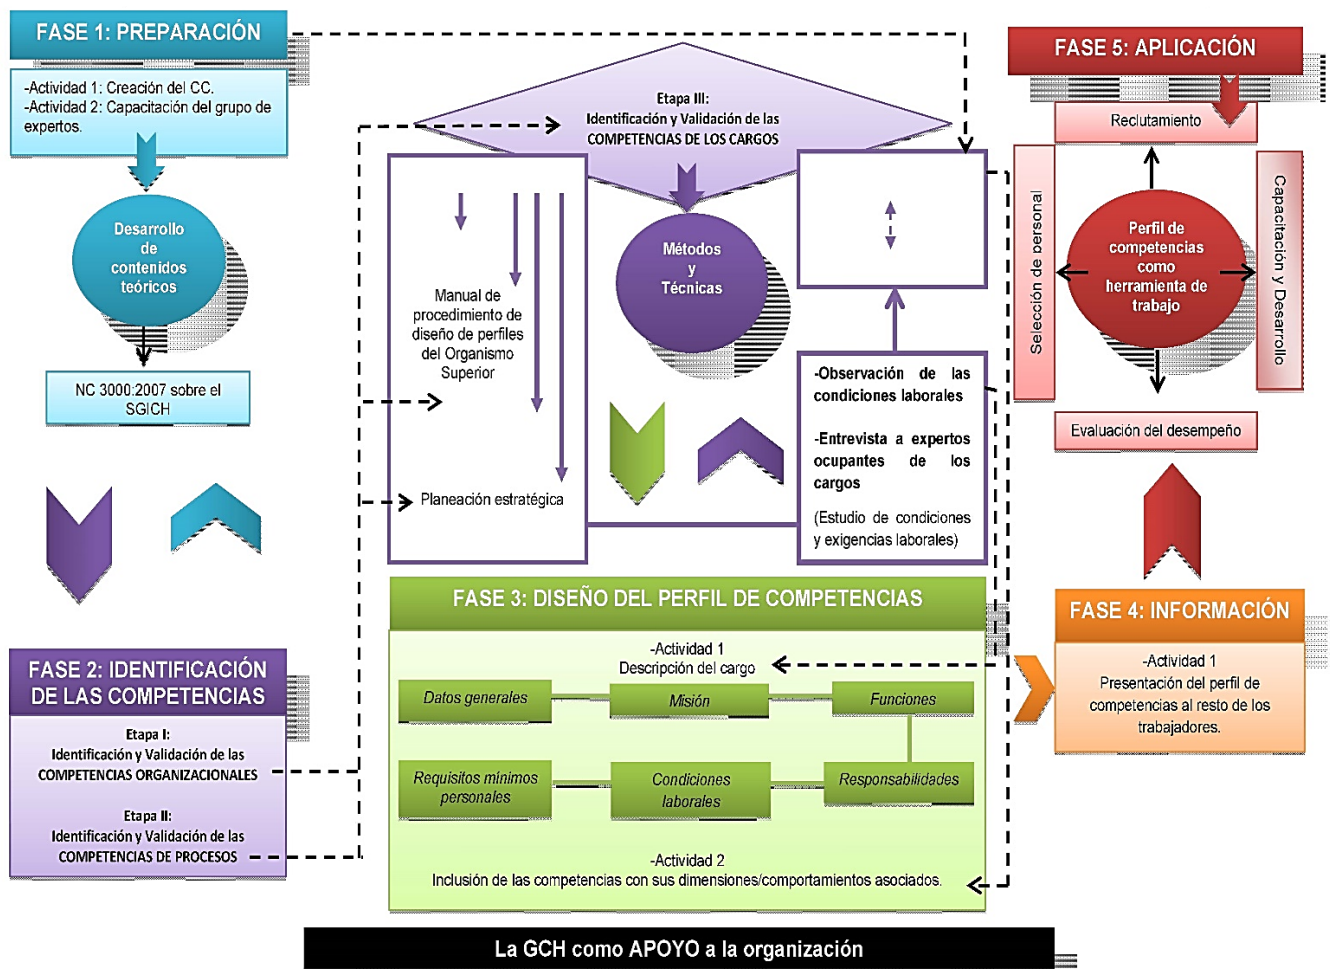 FASE 1: PREPARACIÓN
-Actividad 1: Creación del CC.
-Actividad 2: Capacitación del grupo de
expertos.
Desarrollo
de
contenidos
teóricos
NC 3000:2007 sobre el
SGICH
FASE 2: IDENTIFICACIÓN
DE LAS COMPETENCIAS
Etapa I:
Identificación y Validación de las
COMPETENCIAS ORGANIZACIONALES
Etapa II:
Identificación y Validación de las
COMPETENCIAS DE PROCESOS
Etapa III:
Identificación y Validación de las
COMPETENCIAS DE LOS CARGOS
Manual de
procedimiento de
diseño de perfiles
del Organismo
Superior
Planeación estratégica
Métodos
y
Técnicas
-Observación de las
condiciones laborales
-Entrevista a expertos
ocupantes de los
cargos
(Estudio de condiciones
y exigencias laborales)
FASE 3: DISEÑO DEL PERFIL DE COMPETENCIAS
-Actividad 1
Descripción del cargo
Datos generales
Misión
Funciones
Requisitos mínimos
personales
Condiciones
laborales
Responsabilidades
-Actividad 2
Inclusión de las competencias con sus dimensiones/comportamientos asociados.
FASE 5: APLICACIÓN
Reclutamiento
Selección de personal
Perfil de
competencias
como
herramienta de
trabajo
Capacitación y Desarrollo
Evaluación del desempeño
FASE 4: INFORMACIÓN
-Actividad 1
Presentación del perfil de
competencias al resto de los
trabajadores.
La GCH como APOYO a la organización